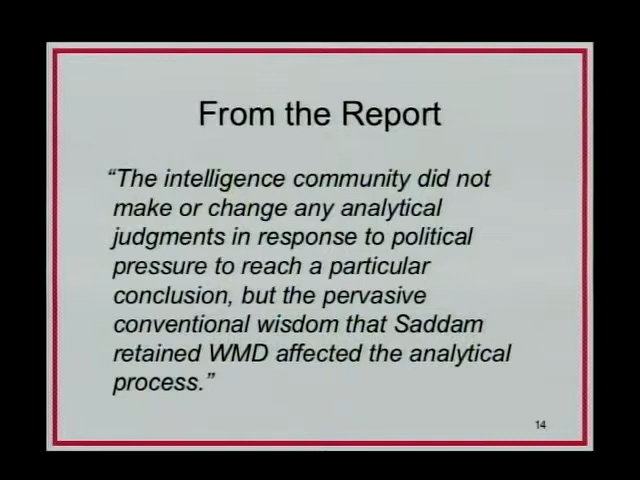 From the Report
“The intelligence community did not
make or change any analytical
judgments in response to political
pressure to reach a particular
conclusion, but the pervasive
conventional wisdom that Saddam
retained WMD affected the analytical
process.”
14